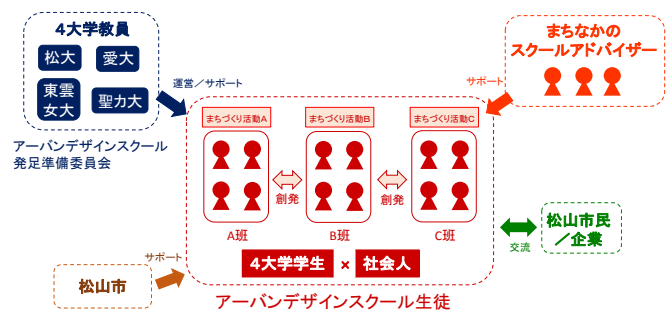 4大学教員
松大
愛大
東雲
女大
聖カ大
アーバンデザインスクール
発足準備委員会
運営／サポート
まちなかの
スクールアドバイザー
サポート
まちづくり活動A
まちづくり活動B
まちづくり活動C
創発
創発
A班
B班
C班
4大学学生
×
社会人
アーバンデザインスクール生徒
松山市民
／企業
交流
サポート
松山市